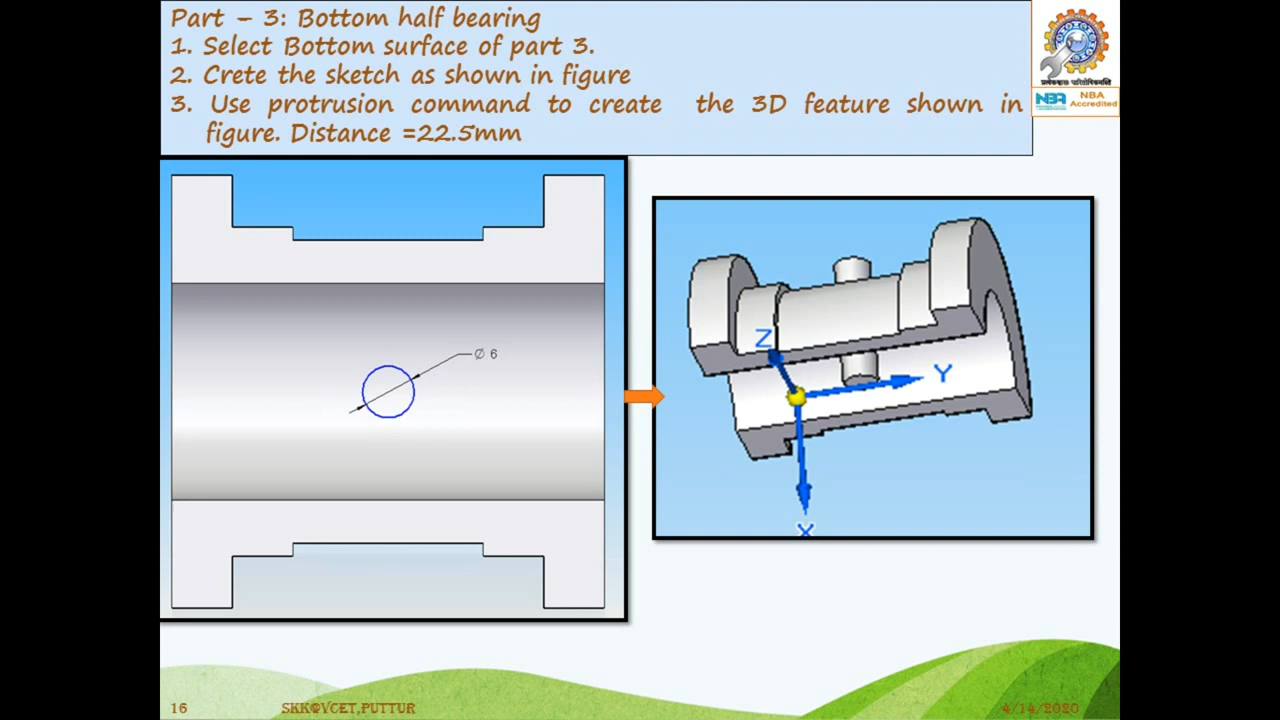 Part – 3: Bottom half bearing
1. Select Bottom surface of part 3.
2. Crete the sketch as shown in figure
3. Use protrusion command to create the 3D feature shown in
figure. Distance =22.5mm
NBA
NBA
Accredited
Ø 6
Z
Y
X
16
SKK@VCET,PUTTUR
4/14/2020